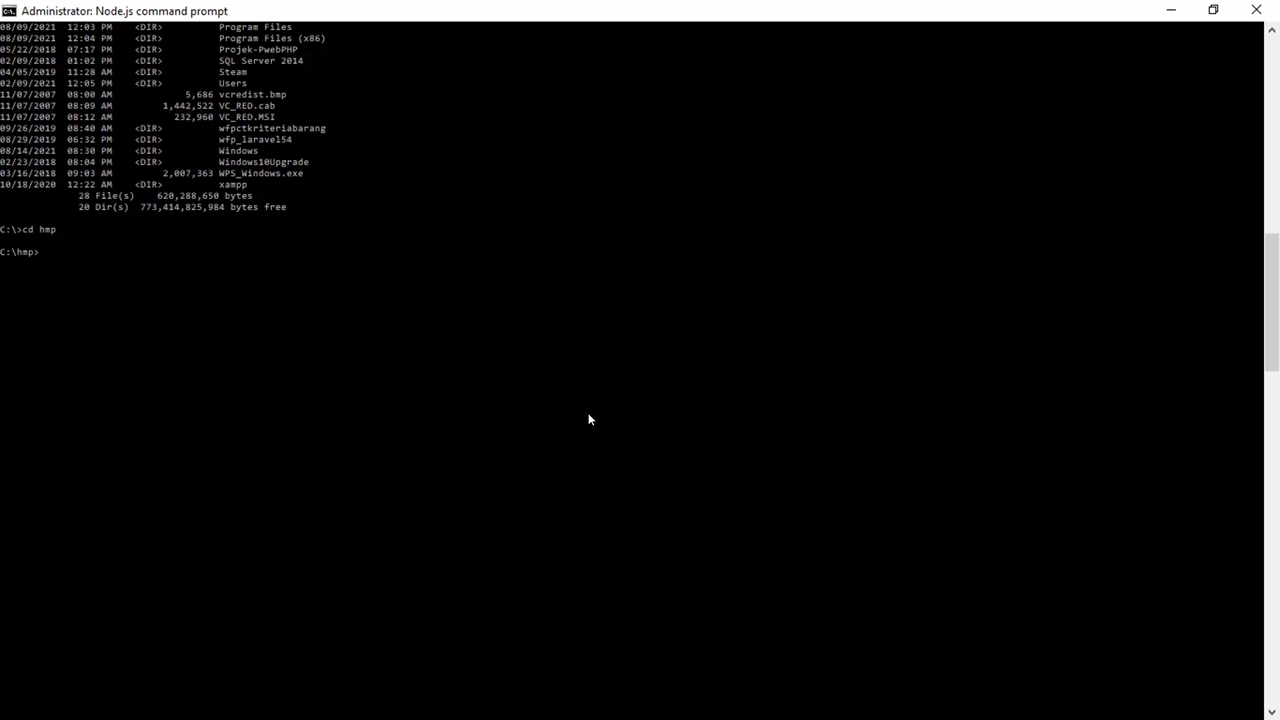 Administrator: Node.js command prompt
08/09/2021  12:03 PM    <DIR>          Program Files
08/09/2021  12:04 PM    <DIR>          Program Files (x86)
05/22/2018  07:17 PM    <DIR>          Projek-PwebPHP
02/09/2018  01:02 PM    <DIR>          SQL Server 2014
04/05/2019  11:28 AM    <DIR>          Steam
02/09/2021  12:05 PM    <DIR>          Users
11/07/2007  08:00 AM             5,686 vcredist.bmp
11/07/2007  08:09 AM         1,442,522 VC_RED.cab
11/07/2007  08:12 AM           232,960 VC_RED.MSI
09/26/2019  08:40 AM    <DIR>          wfpctkriteriabarang
08/29/2019  06:32 PM    <DIR>          wfp_laravel54
08/14/2021  08:30 PM    <DIR>          Windows
02/23/2018  08:04 PM    <DIR>          Windows10Upgrade
03/16/2018  09:03 AM         2,007,363 WPS_Windows.exe
10/18/2020  12:22 AM    <DIR>          xampp
28 File(s)    620,288,650 bytes
20 Dir(s)  773,414,825,984 bytes free
C:\>cd hmp
C:\hmp>